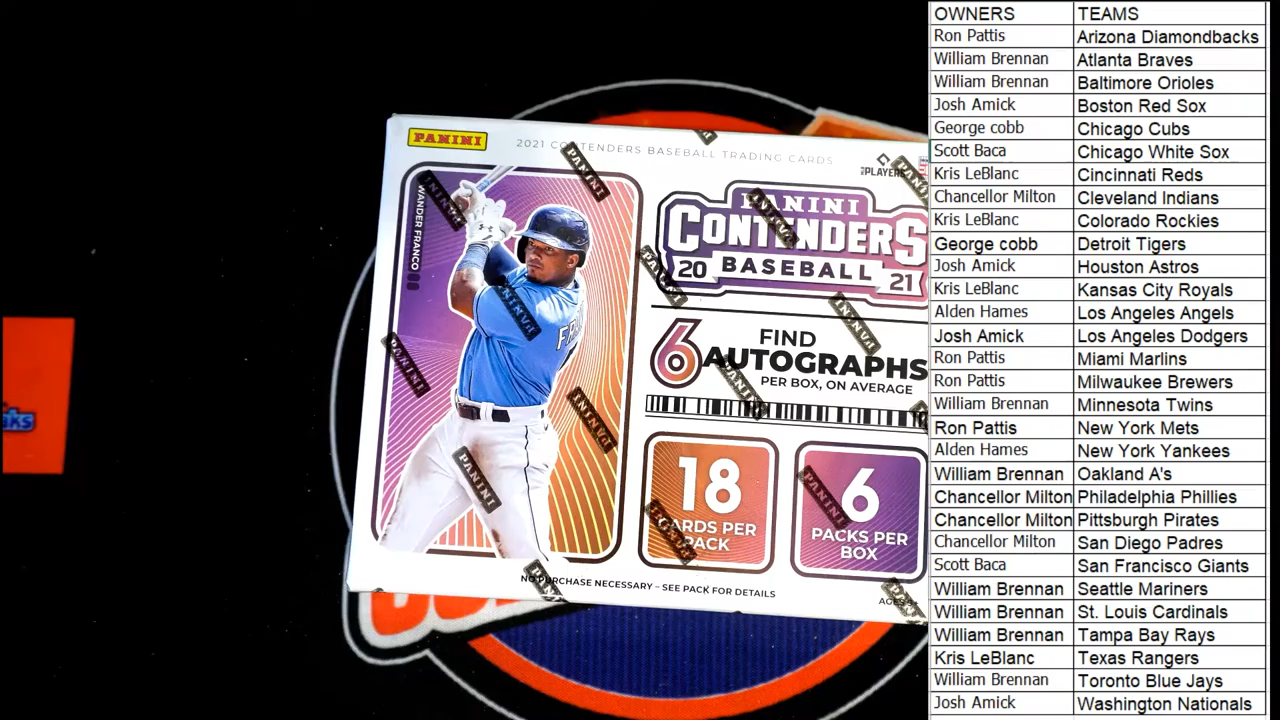 PANINI
2021 CONTENDERS BASEBALL TRADING CARDS
WANDER FRANCO
PANINI
CONTENDERS
20 BASEBALL 21
6 FIND
AUTOGRAPHS
PER BOX, ON AVERAGE
18
CARDS PER
PACK
6
PACKS PER
BOX
NO PURCHASE NECESSARY – SEE PACK FOR DETAILS
OWNERS TEAMS
Ron Pattis Arizona Diamondbacks
William Brennan Atlanta Braves
William Brennan Baltimore Orioles
Josh Amick Boston Red Sox
George cobb Chicago Cubs
Scott Baca Chicago White Sox
Kris LeBlanc Cincinnati Reds
Chancellor Milton Cleveland Indians
Kris LeBlanc Colorado Rockies
George cobb Detroit Tigers
Josh Amick Houston Astros
Kris LeBlanc Kansas City Royals
Alden Hames Los Angeles Angels
Josh Amick Los Angeles Dodgers
Ron Pattis Miami Marlins
Ron Pattis Milwaukee Brewers
William Brennan Minnesota Twins
Ron Pattis New York Mets
Alden Hames New York Yankees
William Brennan Oakland A's
Chancellor Milton Philadelphia Phillies
Chancellor Milton Pittsburgh Pirates
Chancellor Milton San Diego Padres
Scott Baca San Francisco Giants
William Brennan Seattle Mariners
William Brennan St. Louis Cardinals
William Brennan Tampa Bay Rays
Kris LeBlanc Texas Rangers
William Brennan Toronto Blue Jays
Josh Amick Washington Nationals